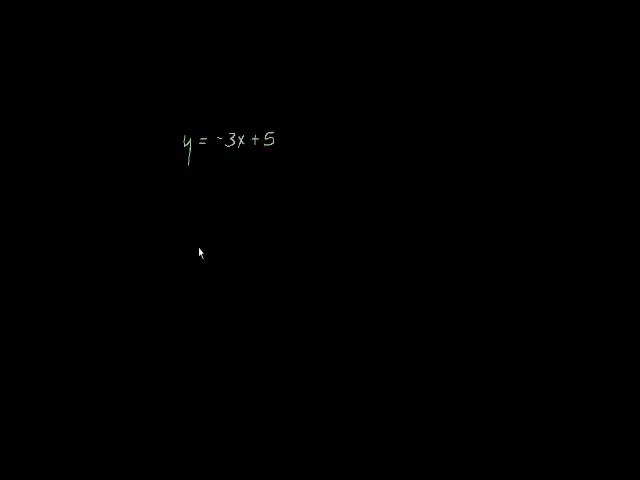 y = -3x + 5